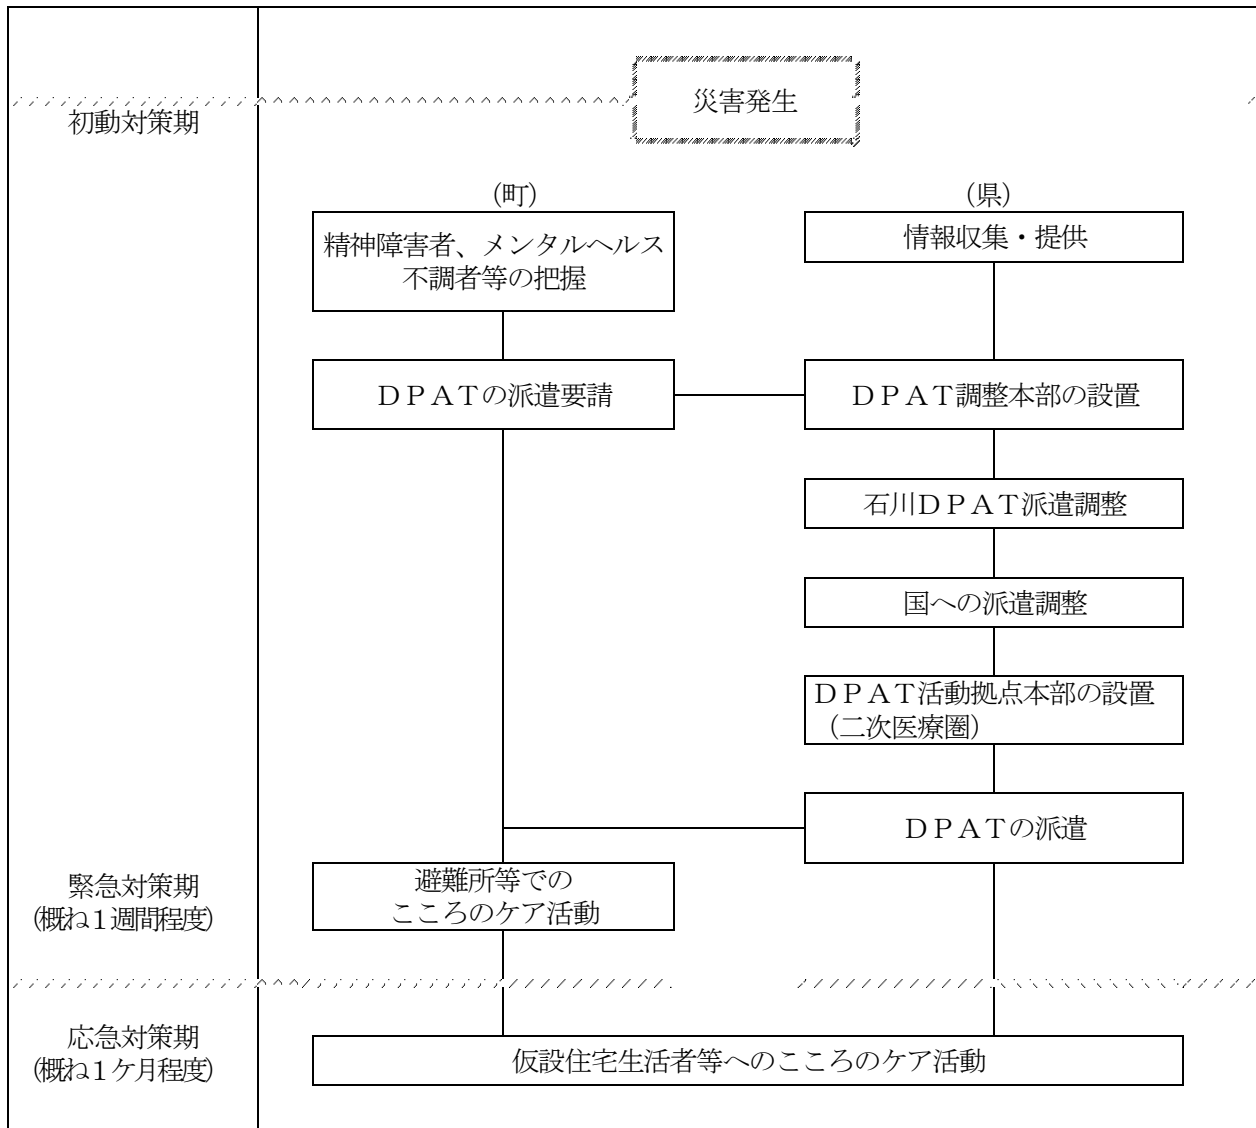 災害発生
初動対策期
(町)
(県)
精神障害者、メンタルヘルス
不調者等の把握
情報収集・提供
ＤＰＡＴの派遣要請
ＤＰＡＴ調整本部の設置
石川ＤＰＡＴ派遣調整
国への派遣調整
ＤＰＡＴ活動拠点本部の設置
（二次医療圏）
ＤＰＡＴの派遣
緊急対策期
(概ね１週間程度)
避難所等での
こころのケア活動
応急対策期
(概ね１ケ月程度)
仮設住宅生活者等へのこころのケア活動